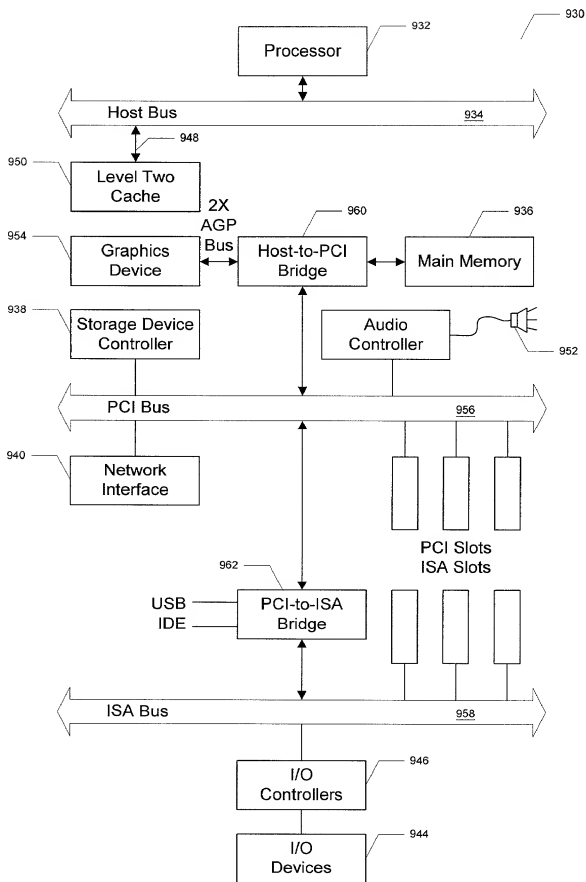 930
932
Processor
Host Bus
934
948
950
Level Two
Cache
2X
AGP
Bus
954
Graphics
Device
960
Host-to-PCI
Bridge
936
Main Memory
938
Storage Device
Controller
Audio
Controller
952
PCI Bus
956
940
Network
Interface
PCI Slots
ISA Slots
962
USB
IDE
PCI-to-ISA
Bridge
ISA Bus
958
946
I/O
Controllers
944
I/O
Devices